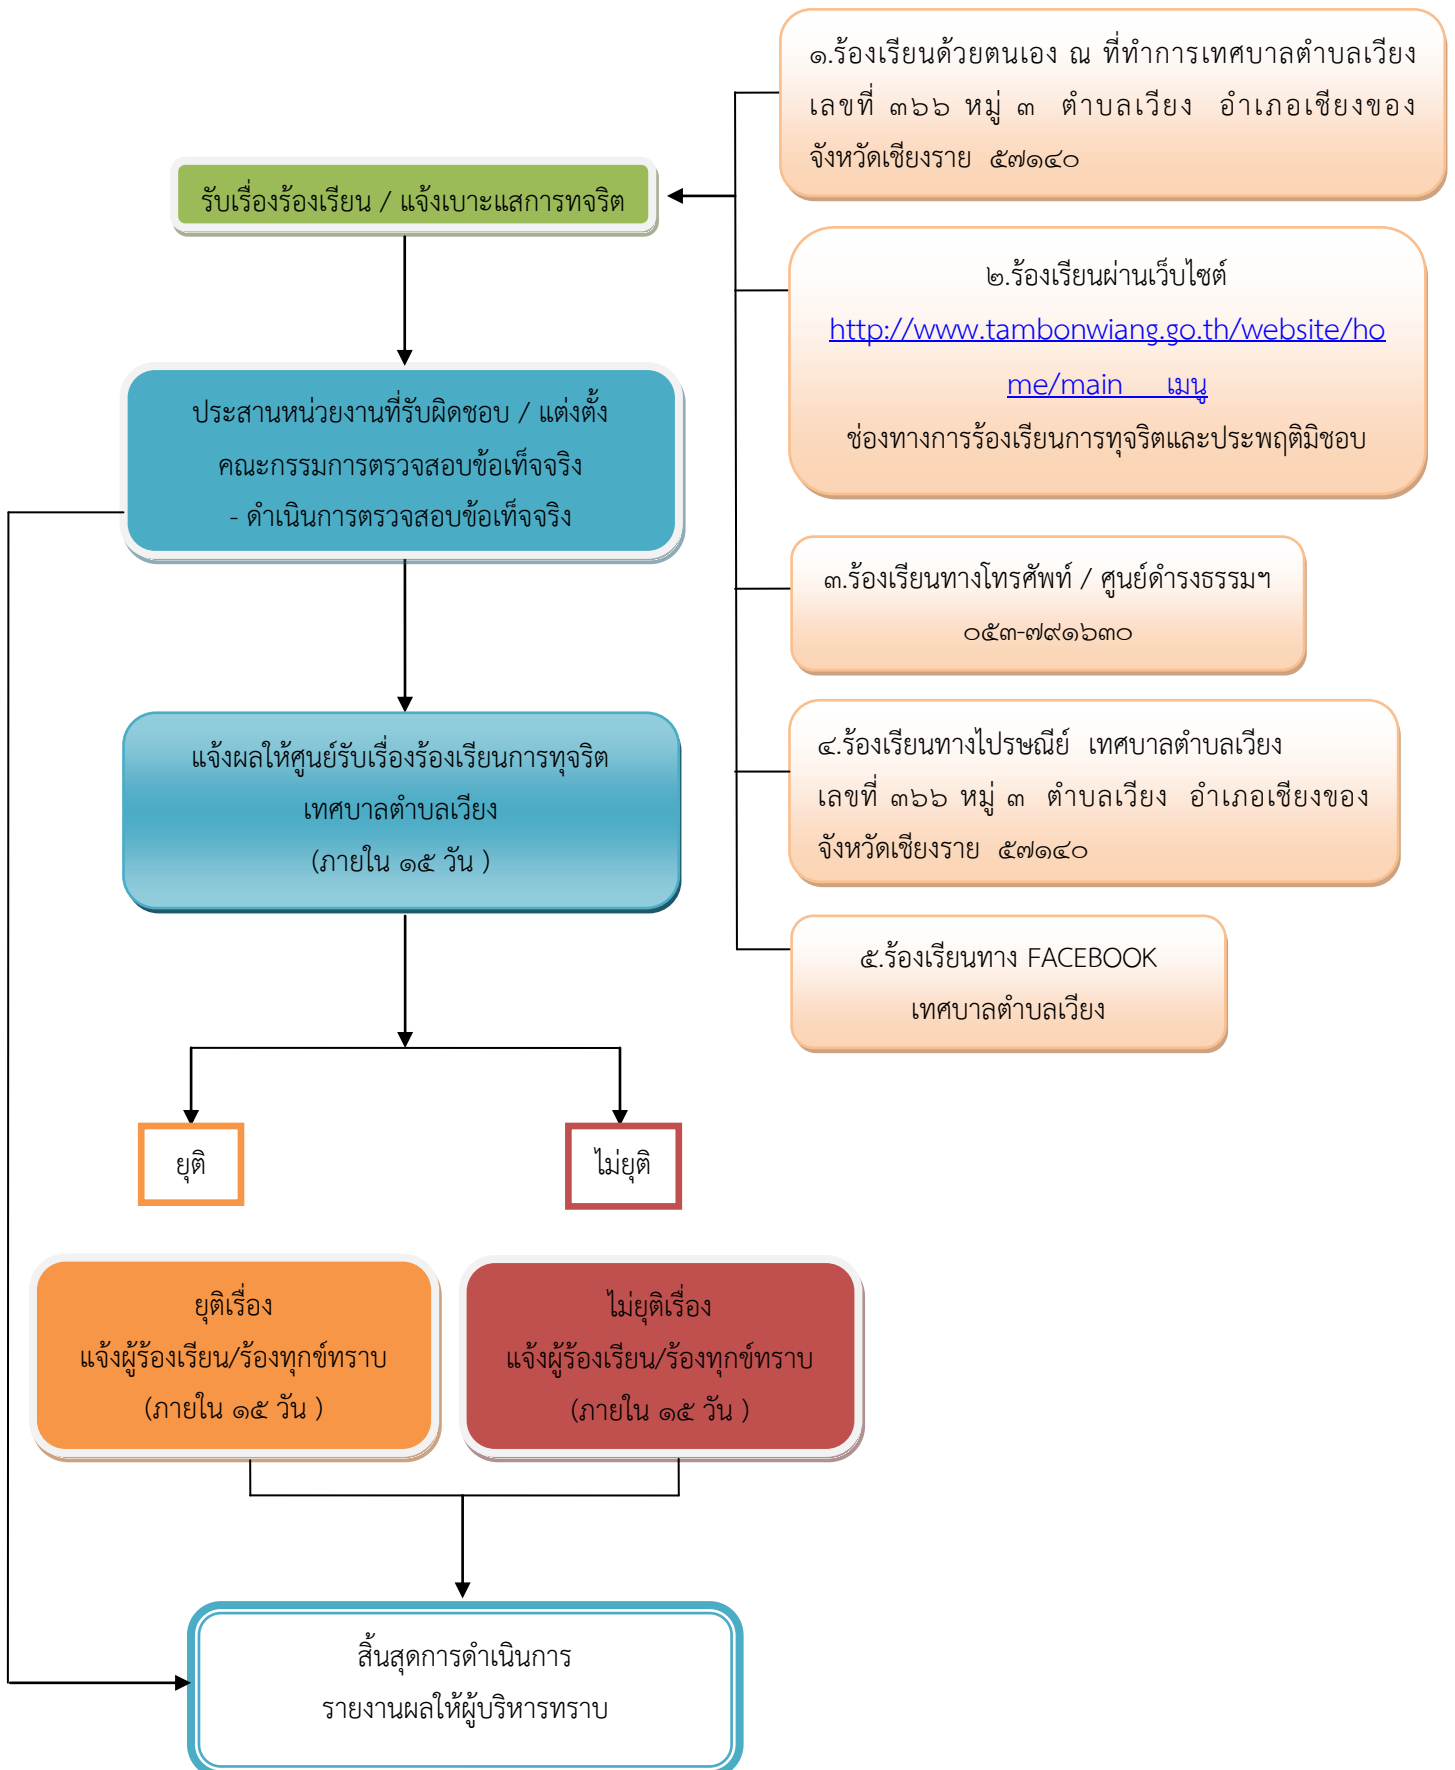 ๑.ร้องเรียนด้วยตนเอง ณ ที่ทำการเทศบาลตำบลเวียง
เลขที่ ๓๖๖ หมู่ ๓ ตำบลเวียง อำเภอเชียงของ
จังหวัดเชียงราย ๕๗๑๔๐
รับเรื่องร้องเรียน / แจ้งเบาะแสการทจริต
๒.ร้องเรียนผ่านเว็บไซต์
http://www.tambonwiang.go.th/website/ho
me/main เมนู
ช่องทางการร้องเรียนการทุจริตและประพฤติมิชอบ
ประสานหน่วยงานที่รับผิดชอบ / แต่งตั้ง
คณะกรรมการตรวจสอบข้อเท็จจริง
- ดำเนินการตรวจสอบข้อเท็จจริง
๓.ร้องเรียนทางโทรศัพท์ / ศูนย์ดำรงธรรมฯ
๐๕๓-๗๙๑๖๓๐
แจ้งผลให้ศูนย์รับเรื่องร้องเรียนการทุจริต
เทศบาลตำบลเวียง
(ภายใน ๑๕ วัน )
๔.ร้องเรียนทางไปรษณีย์ เทศบาลตำบลเวียง
เลขที่ ๓๖๖ หมู่ ๓ ตำบลเวียง อำเภอเชียงของ
จังหวัดเชียงราย ๕๗๑๔๐
๕.ร้องเรียนทาง FACEBOOK
เทศบาลตำบลเวียง
ยุติ
ไม่ยุติ
ยุติเรื่อง
แจ้งผู้ร้องเรียน/ร้องทุกข์ทราบ
(ภายใน ๑๕ วัน )
ไม่ยุติเรื่อง
แจ้งผู้ร้องเรียน/ร้องทุกข์ทราบ
(ภายใน ๑๕ วัน )
สิ้นสุดการดำเนินการ
รายงานผลให้ผู้บริหารทราบ